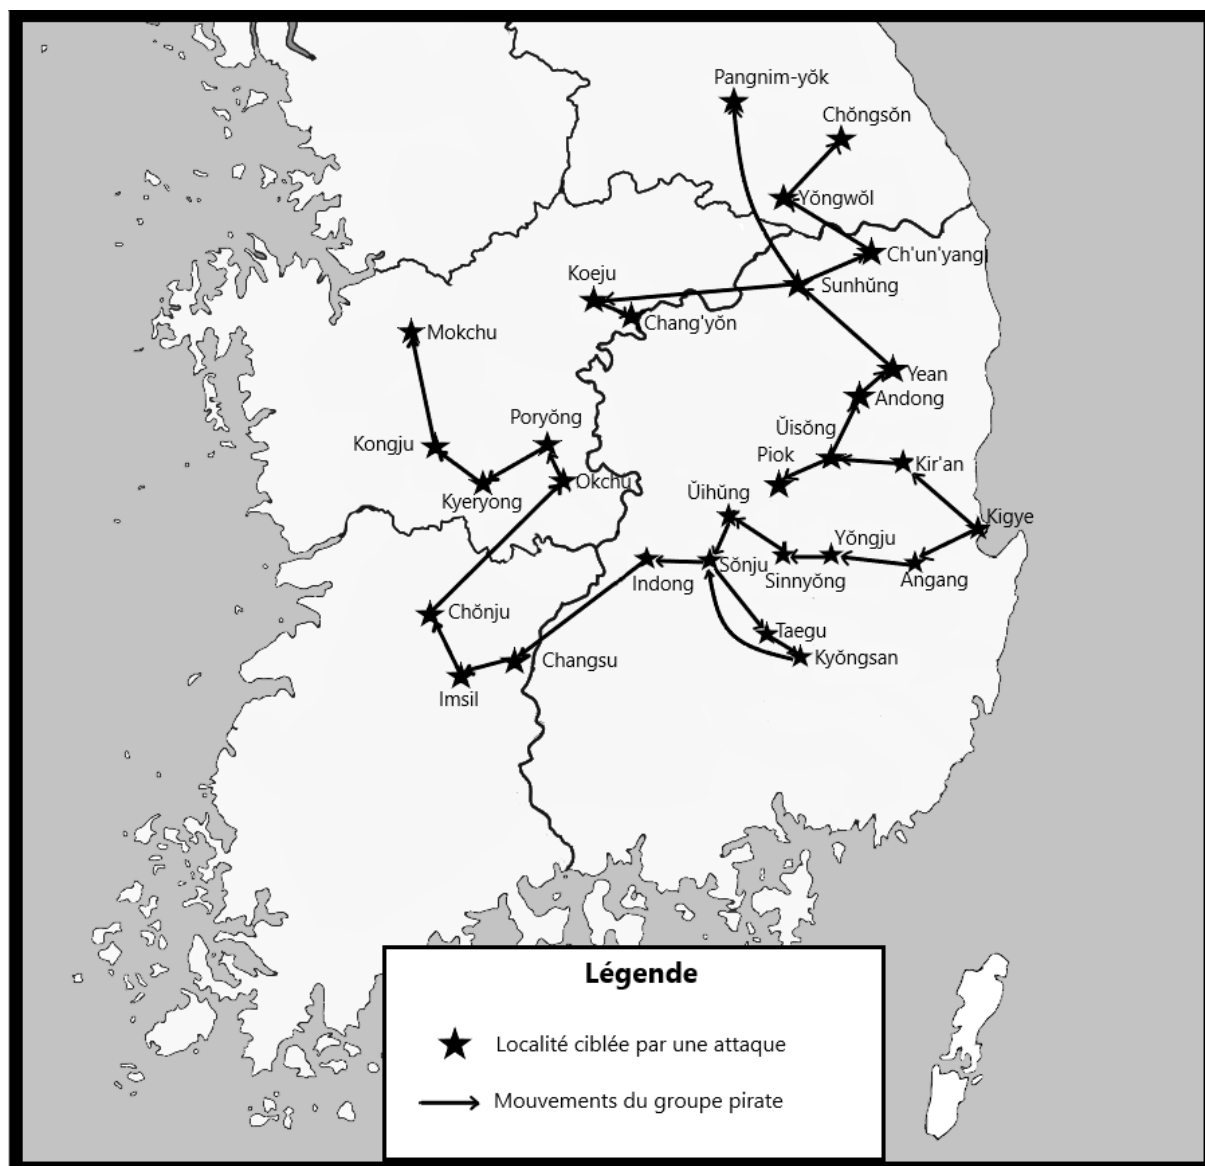 Pangnim-yŏk
Chŏngsŏn
Yŏngwŏl
Ch'un'yang
Koeju
Sunhŭng
Chang'yŏn
Mokchu
Yean
Andong
Poryŏng
Ŭisŏng
Kongju
Piok
Kir'an
Okchu
Kyeryong
Ŭihŭng
Kigye
Yŏngju
Sŏnju
Indong
Sinnyŏng
Angang
Chŏnju
Taegu
Changsu
Kyŏngsan
Imsil
Légende
Localité ciblée par une attaque
Mouvements du groupe pirate